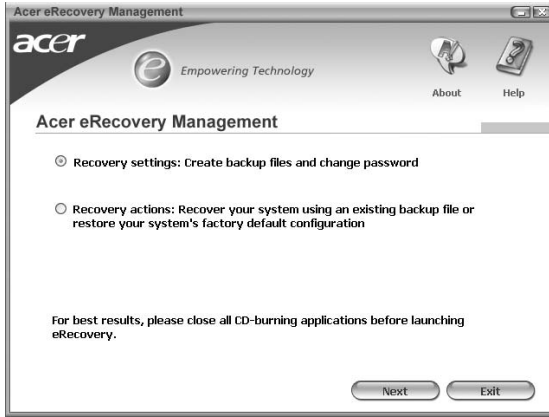 Acer eRecovery Management
acer
e
Empowering Technology
About
Help
Acer eRecovery Management
Recovery settings: Create backup files and change password
Recovery actions: Recover your system using an existing backup file or
restore your system's factory default configuration
For best results, please close all CD-burning applications before launching
eRecovery.
Next
Exit